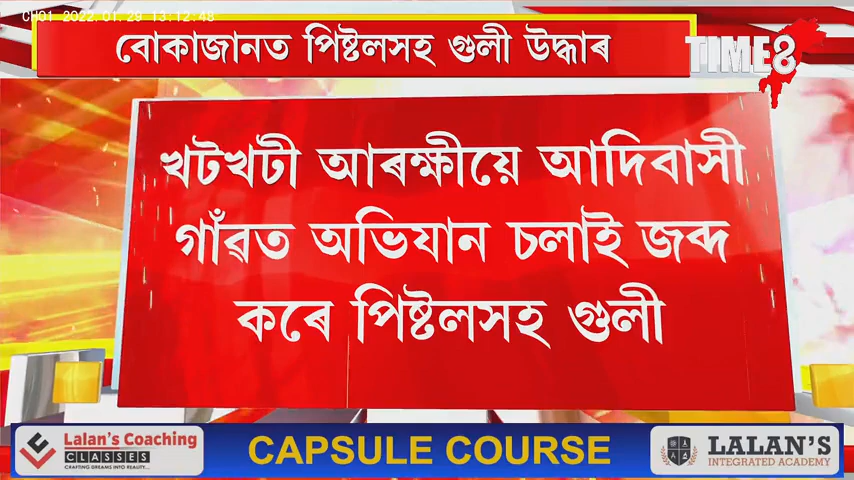 CH01 2022.01.29 13:12:48
বোকাজানত পিষ্টলসহ গুলী উদ্ধাৰ
TIME8
খটখটী আৰক্ষীয়ে আদিবাসী
গাঁৱত অভিযান চলাই জব্দ
কৰে পিষ্টলসহ গুলী
Lalan's Coaching
CLASSES
CRAFTING DREAMS INTO REALITY...
CAPSULE COURSE
LALAN'S
INTEGRATED ACADEMY